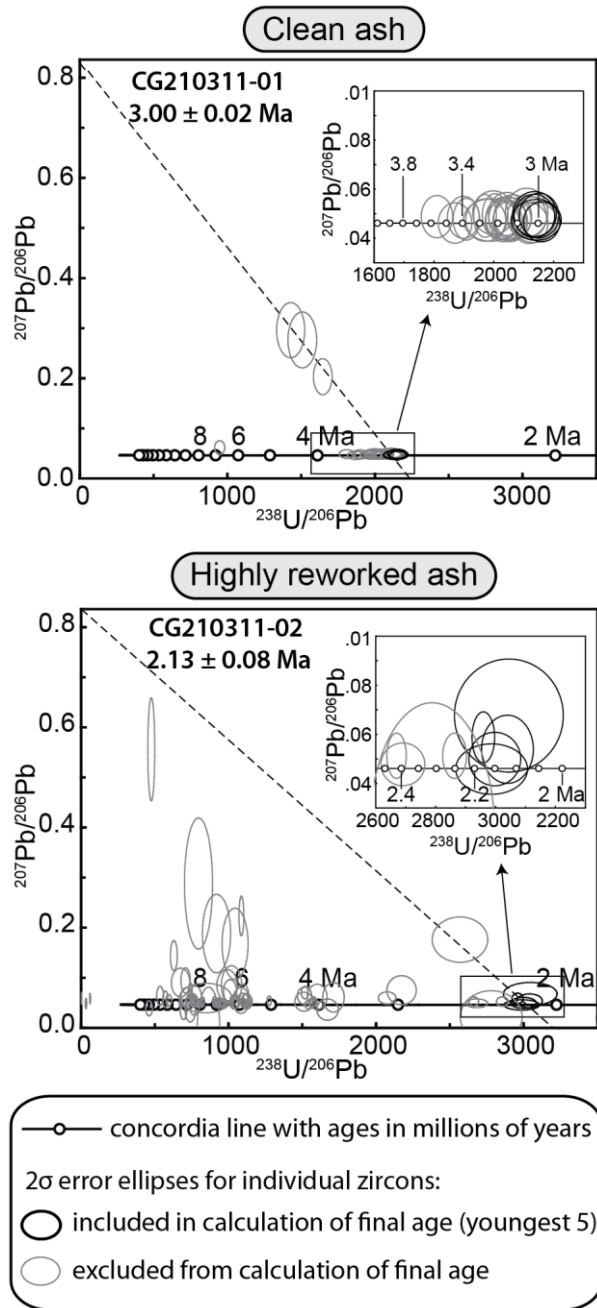 Clean ash
CG210311-01
3.00 ± 0.02 Ma
0.8
0.6
0.4
0.2
0.0
²⁰⁷Pb/²⁰⁶Pb
8 6 4 Ma 2 Ma
0 1000 2000 3000
²³⁸U/²⁰⁶Pb
.01
.08
.06
.04
²⁰⁷Pb/²⁰⁶Pb
3.8 3.4 3 Ma
1600 1800 2000 2200
²³⁸U/²⁰⁶Pb
Highly reworked ash
CG210311-02
2.13 ± 0.08 Ma
0.8
0.6
0.4
0.2
0.0
²⁰⁷Pb/²⁰⁶Pb
8 6 4 Ma 2 Ma
0 1000 2000 3000
²³⁸U/²⁰⁶Pb
.01
.08
.06
.04
²⁰⁷Pb/²⁰⁶Pb
2.4 2.2 2 Ma
2600 2800 3000 2200
²³⁸U/²⁰⁶Pb
concordia line with ages in millions of years
2σ error ellipses for individual zircons:
included in calculation of final age (youngest 5)
excluded from calculation of final age